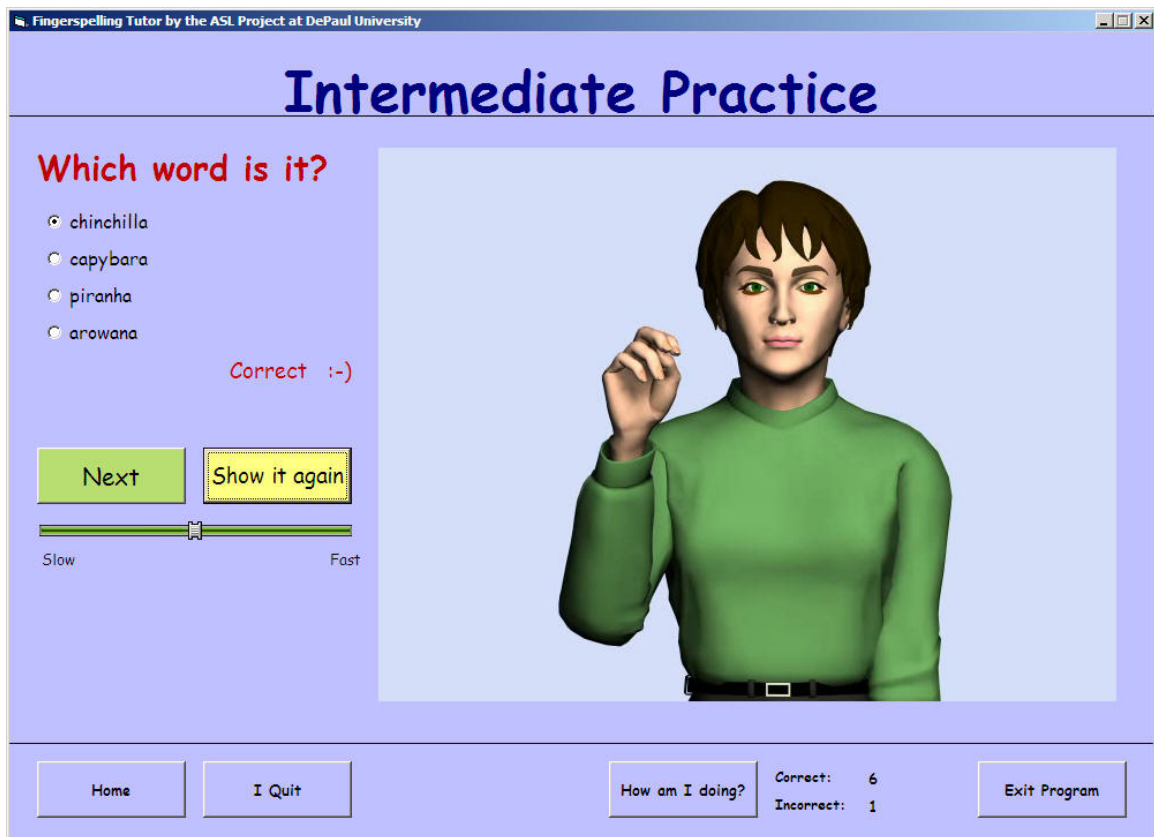 Fingerspelling Tutor by the ASL Project at DePaul University
Intermediate Practice
Which word is it?
chinchilla
capybara
piranha
arowana
Correct :-)
Next
Show it again
Slow
Fast
Home
I Quit
How am I doing?
Correct: 6
Incorrect: 1
Exit Program